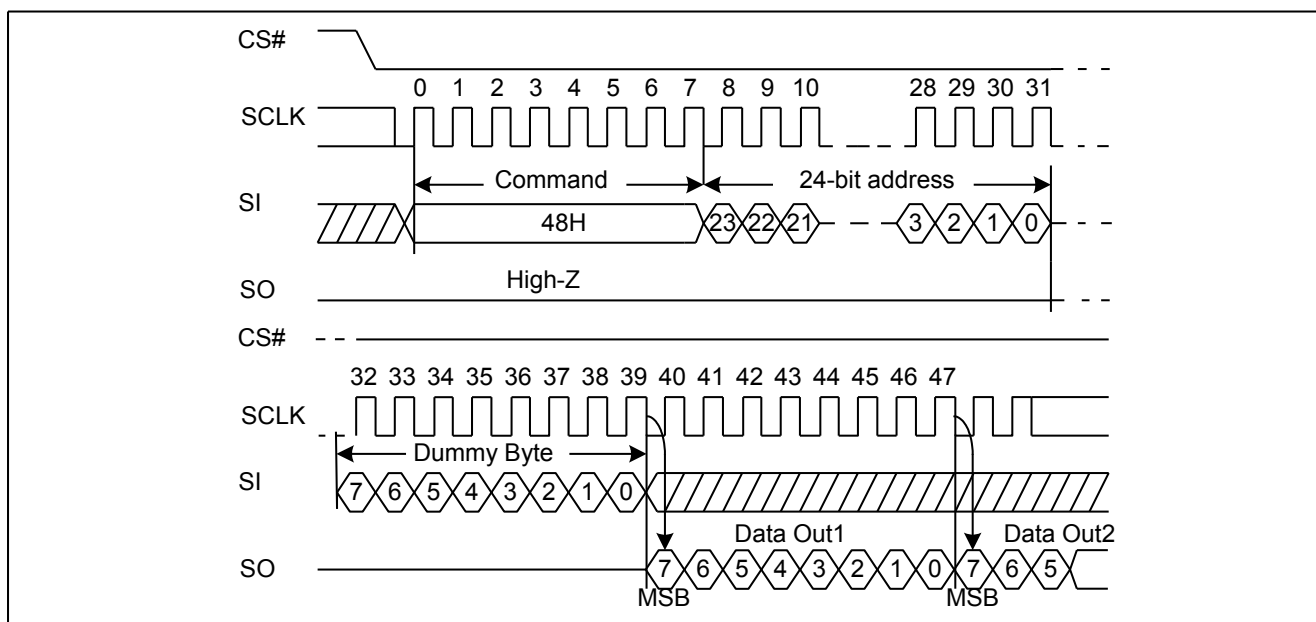 CS#
0 1 2 3 4 5 6 7 8 9 10 28 29 30 31
SCLK
Command 24-bit address
SI
48H 23 22 21 3 2 1 0
High-Z
SO
CS#
32 33 34 35 36 37 38 39 40 41 42 43 44 45 46 47
SCLK
Dummy Byte
SI
7 6 5 4 3 2 1 0
Data Out1 Data Out2
SO
7 6 5 4 3 2 1 0 7 6 5
MSB MSB